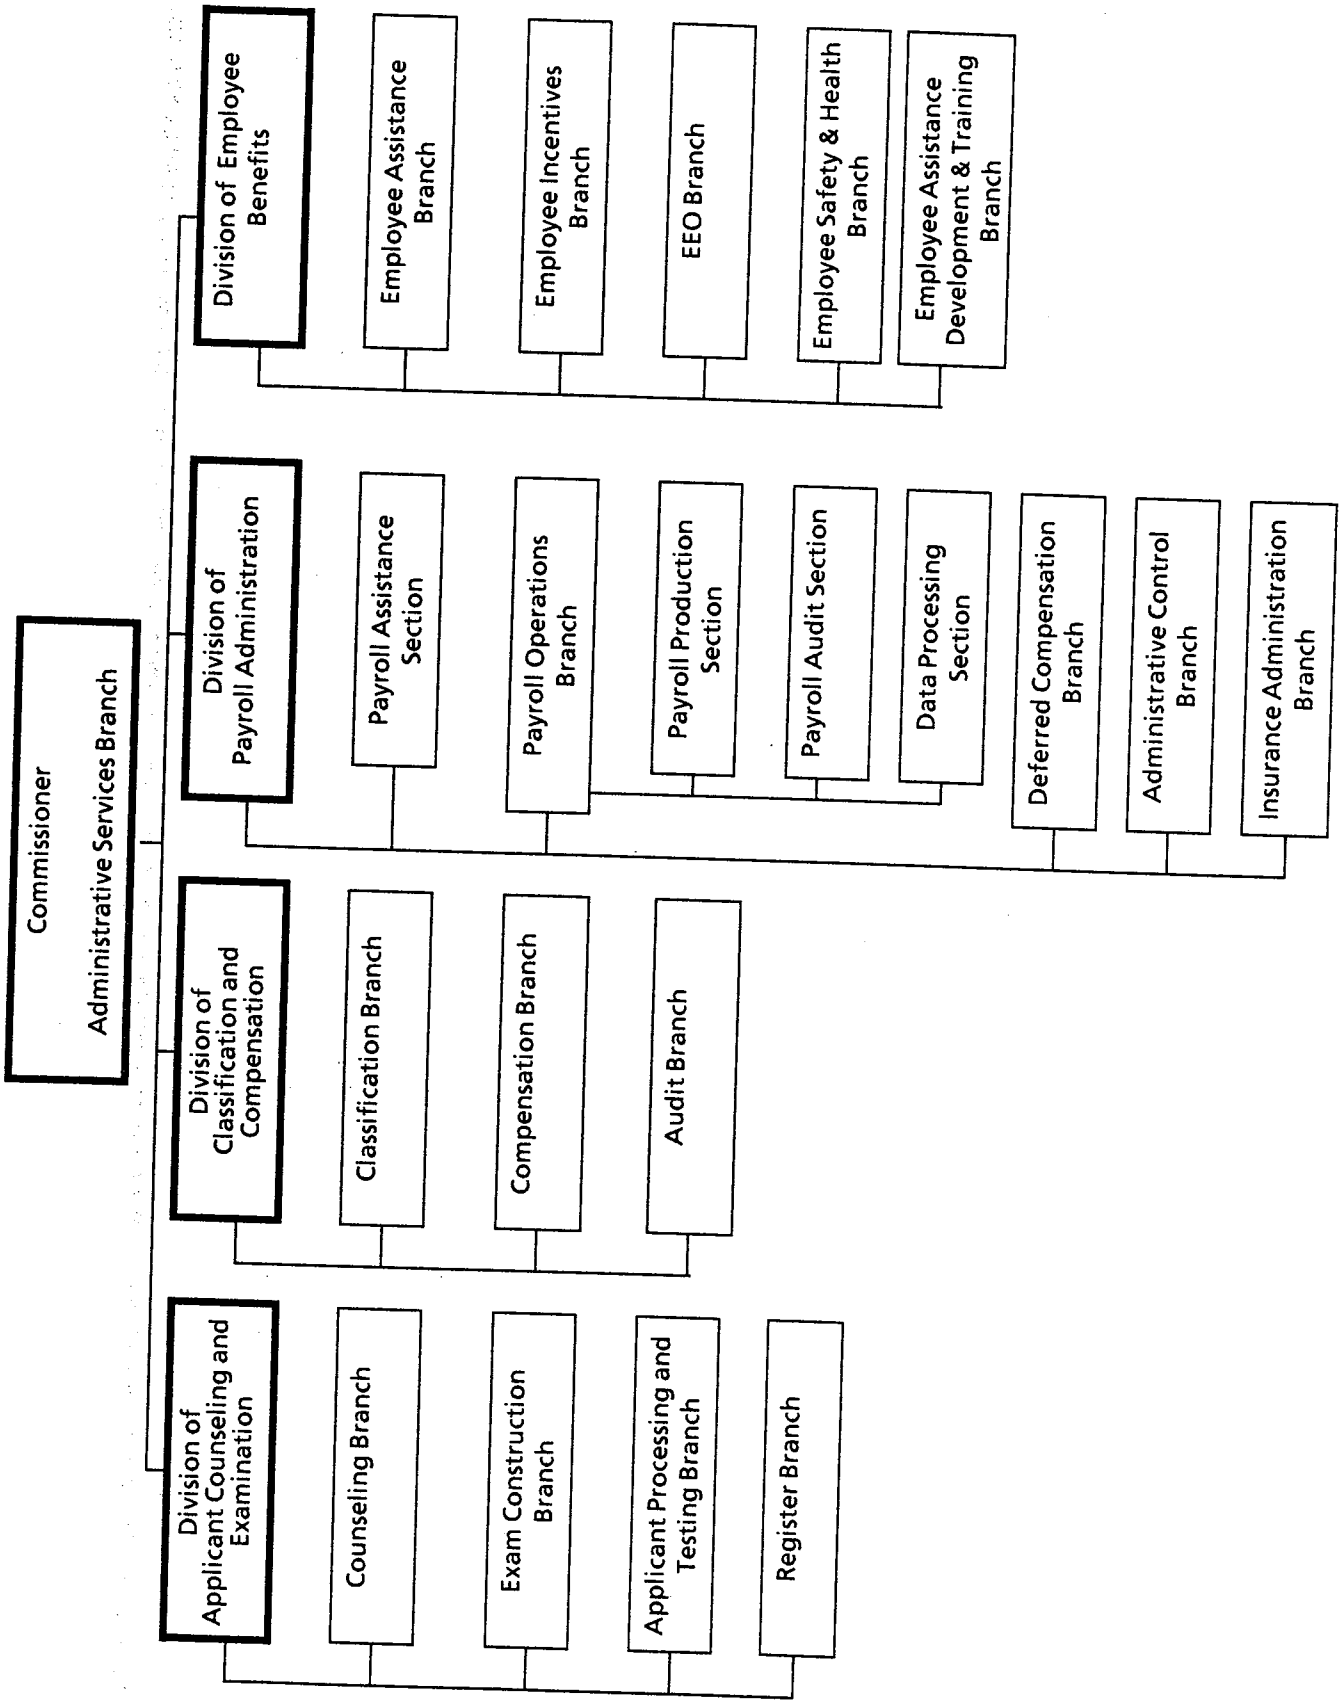 Commissioner
Administrative Services Branch
Division of
Applicant Counseling and
Examination
Counseling Branch
Exam Construction
Branch
Applicant Processing and
Testing Branch
Register Branch
Division of
Classification and
Compensation
Classification Branch
Compensation Branch
Audit Branch
Division of
Payroll Administration
Payroll Assistance
Section
Payroll Operations
Branch
Payroll Production
Section
Payroll Audit Section
Data Processing
Section
Deferred Compensation
Branch
Administrative Control
Branch
Insurance Administration
Branch
Division of Employee
Benefits
Employee Assistance
Branch
Employee Incentives
Branch
EEO Branch
Employee Safety & Health
Branch
Employee Assistance
Development & Training
Branch